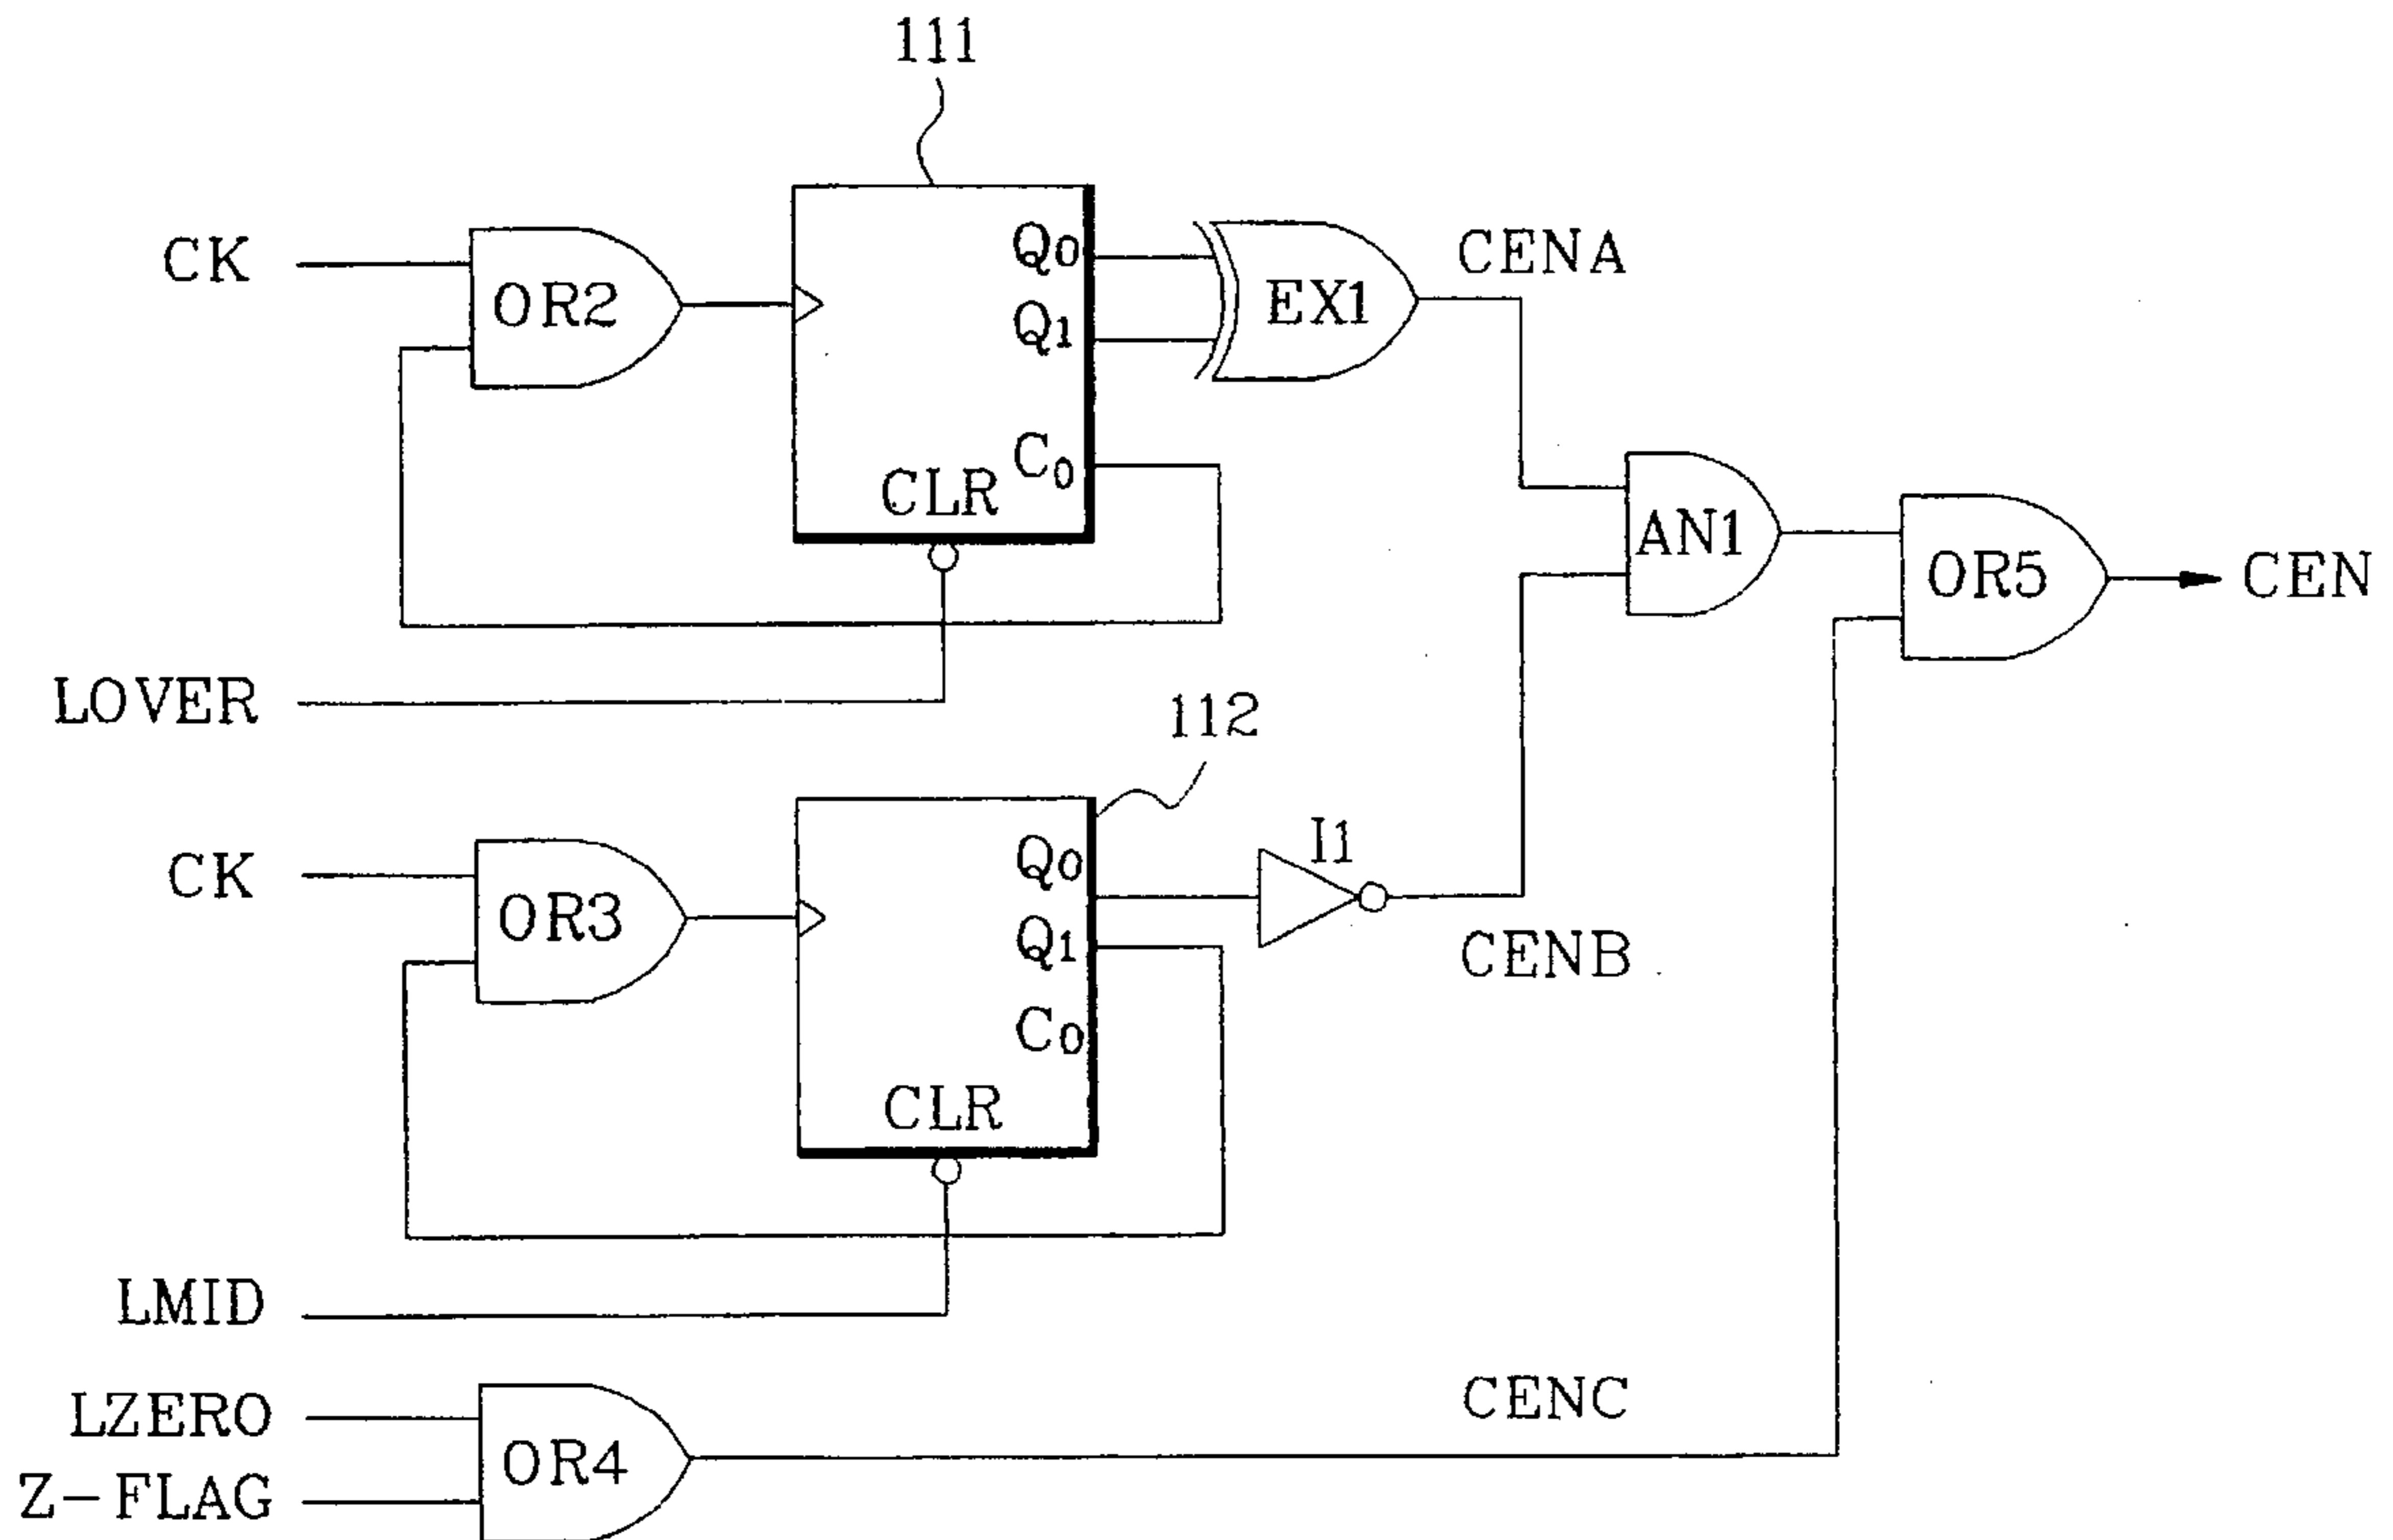 111
CK
OR2
Q0
Q1
C0
CLR
EX1
CENA
AN1
OR5
CEN
LOVER
112
CK
OR3
Q0
Q1
C0
CLR
I1
CENB
LMID
LZERO
Z-FLAG
OR4
CENC